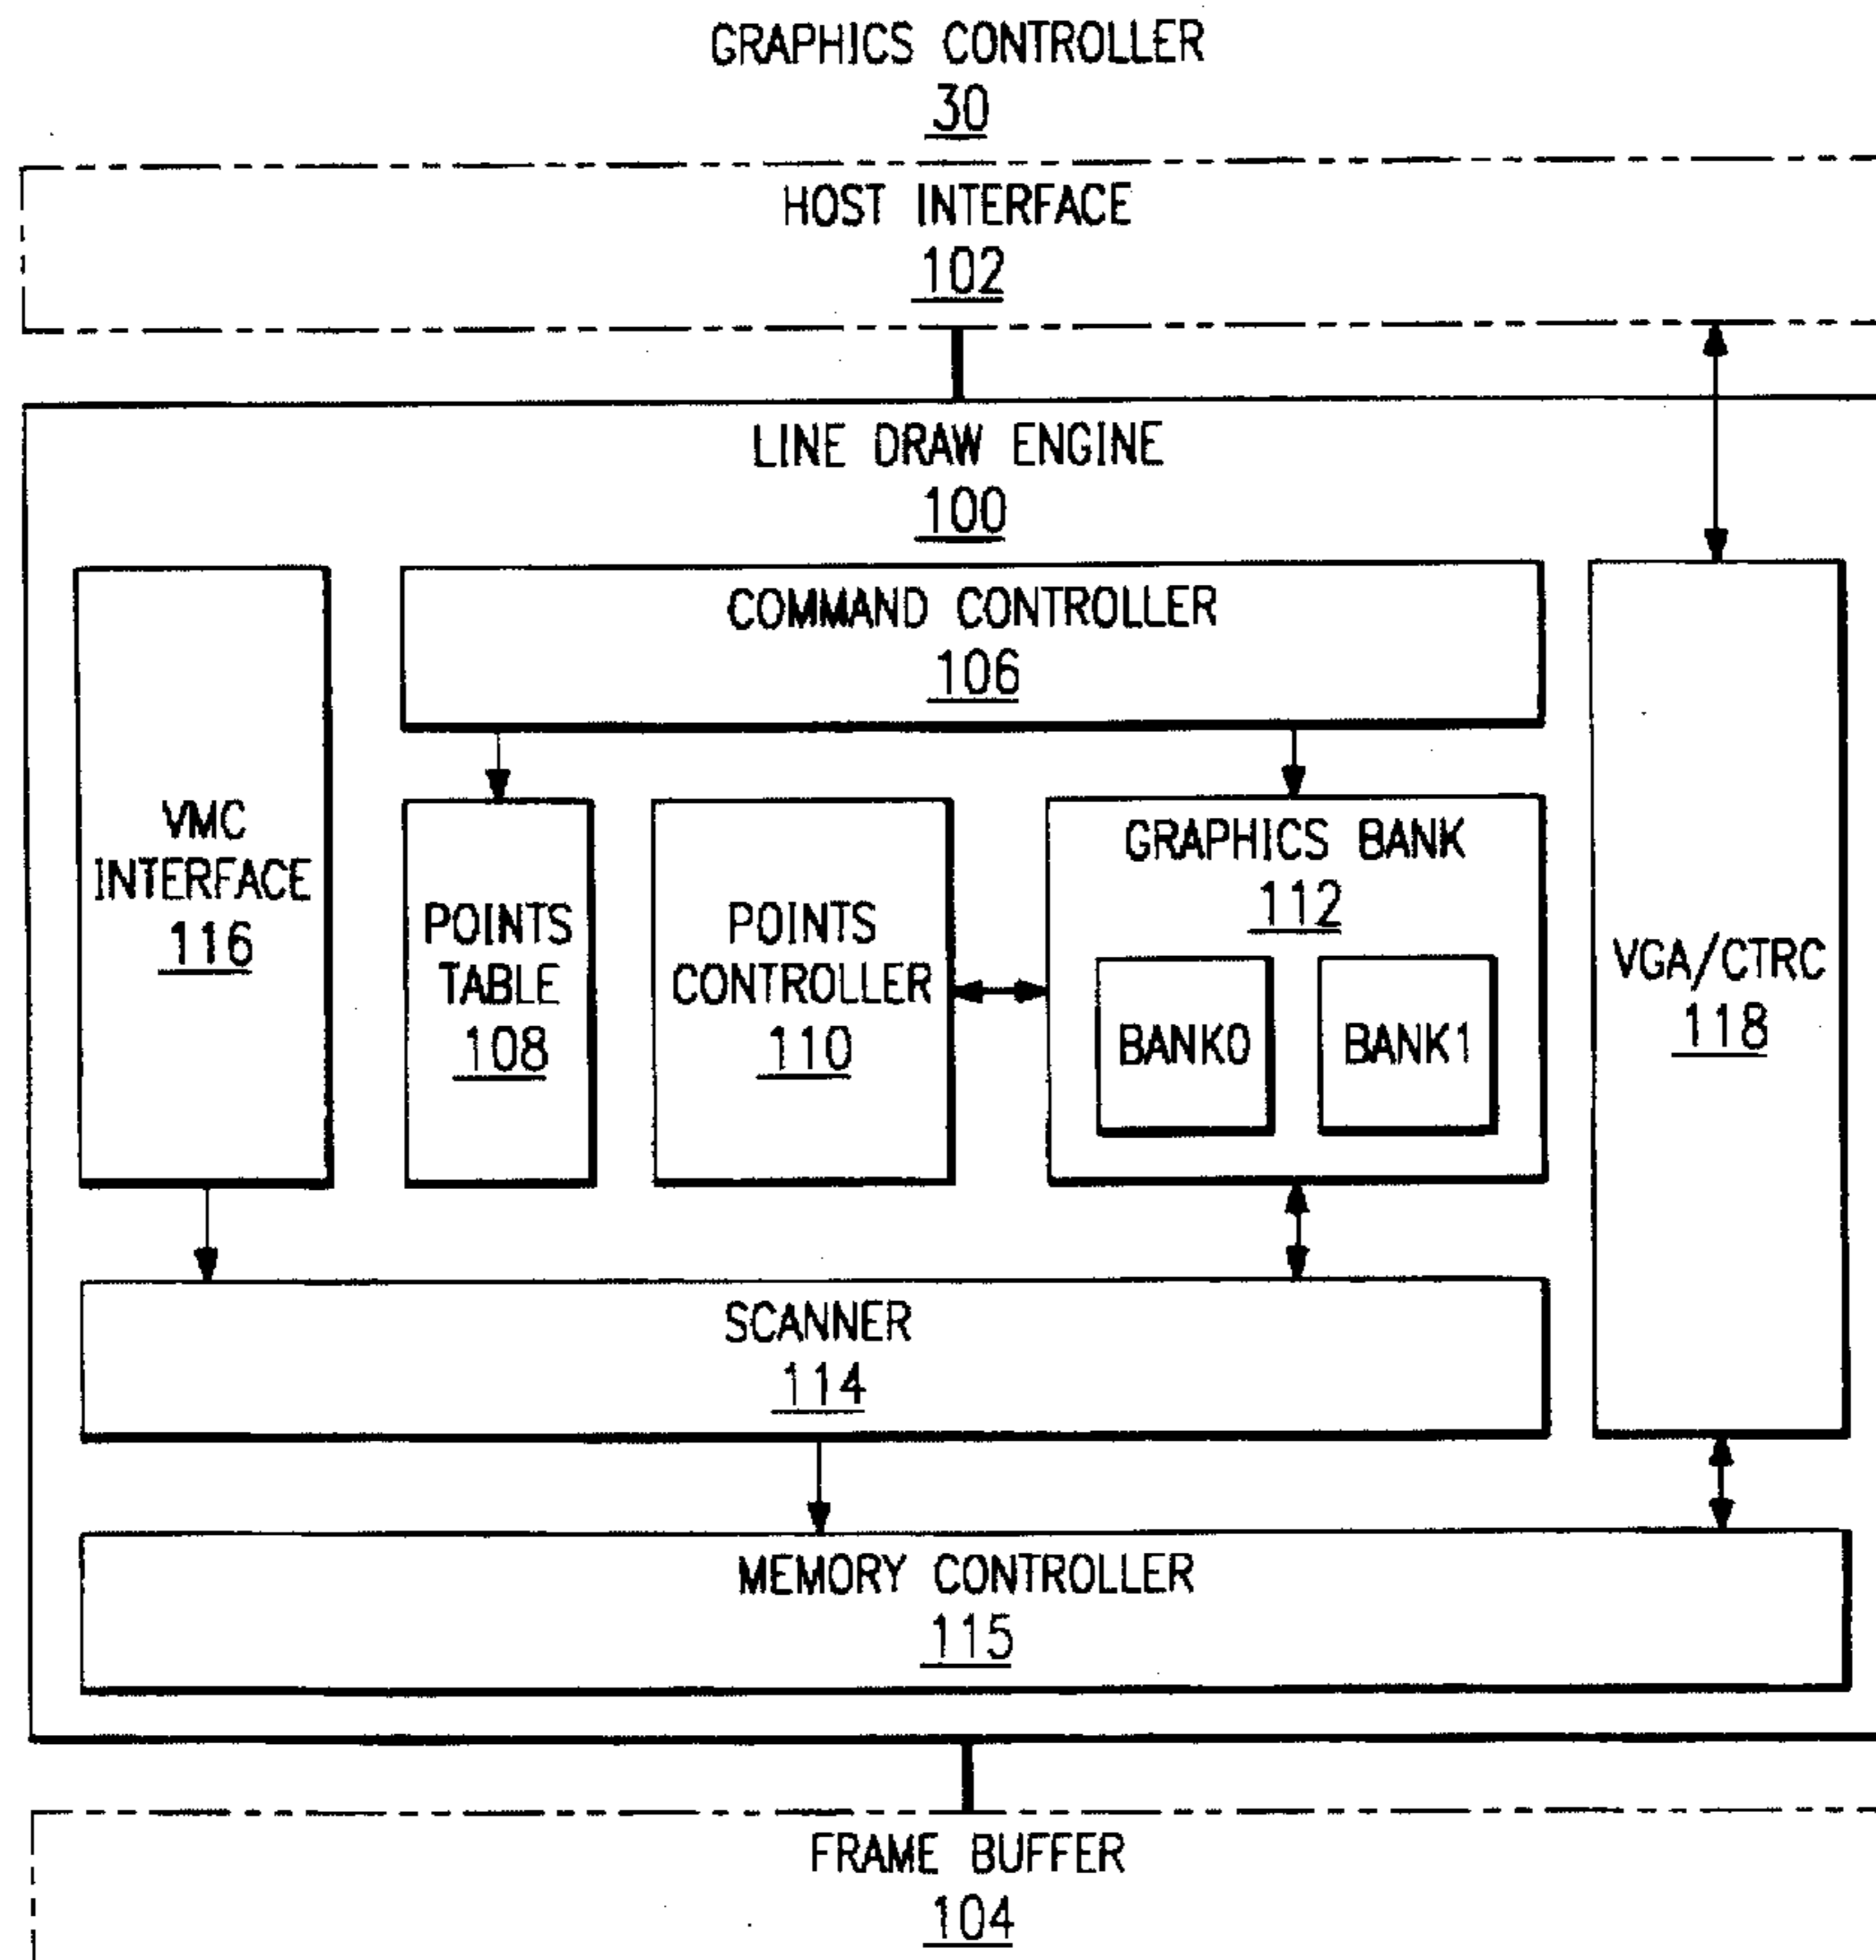 GRAPHICS CONTROLLER
30
HOST INTERFACE
102
LINE DRAW ENGINE
100
COMMAND CONTROLLER
106
VMC
INTERFACE
116
POINTS
TABLE
108
POINTS
CONTROLLER
110
GRAPHICS BANK
112
BANK0
BANK1
VGA/CTRC
118
SCANNER
114
MEMORY CONTROLLER
115
FRAME BUFFER
104